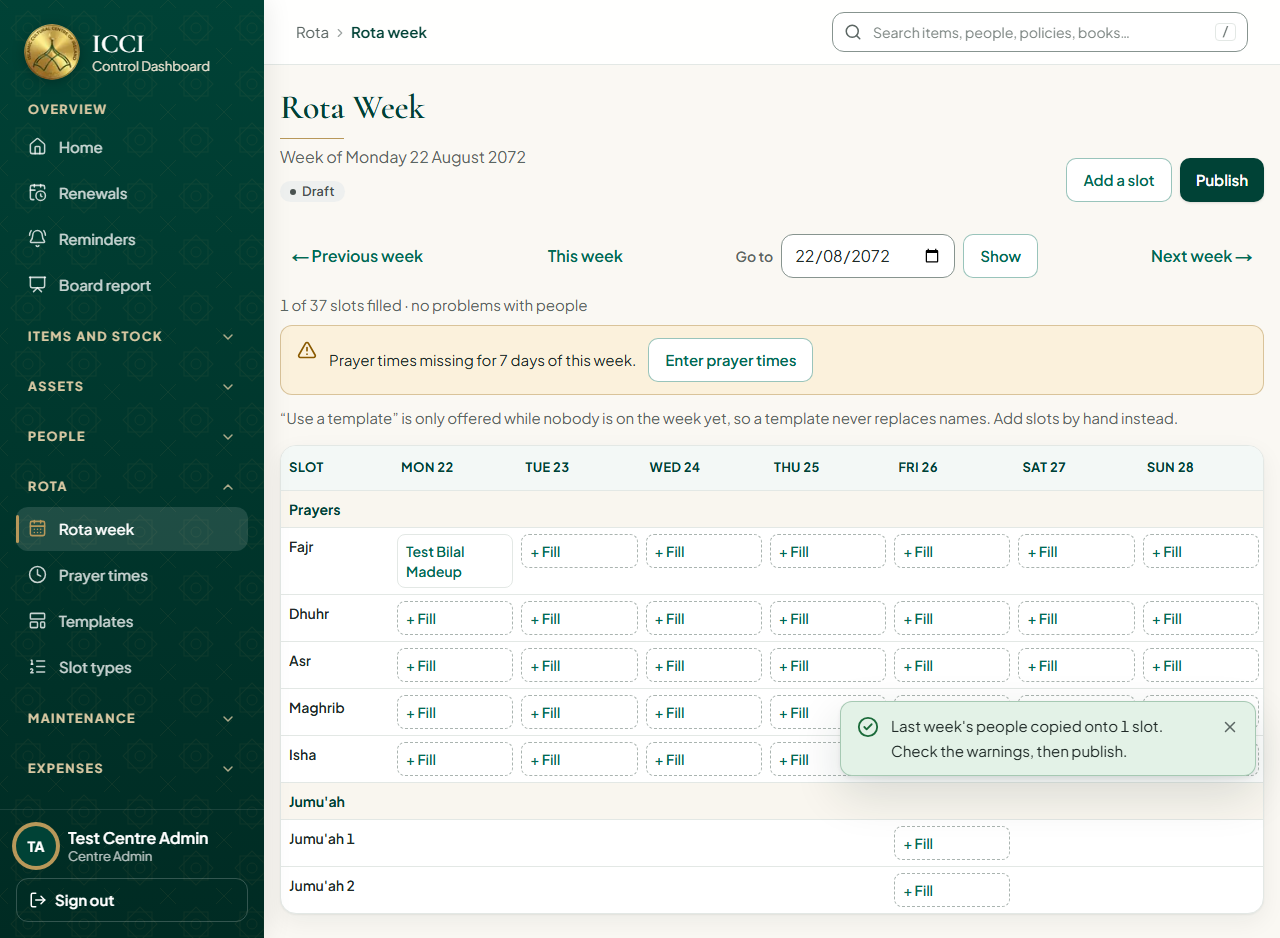 ICCI
Control Dashboard
OVERVIEW
Home
Renewals
Reminders
Board report
ITEMS AND STOCK
ASSETS
PEOPLE
ROTA
Rota week
Prayer times
Templates
Slot types
MAINTENANCE
EXPENSES
TA
Test Centre Admin
Centre Admin
Sign out
Rota › Rota week
Search items, people, policies, books… /
Rota Week
Week of Monday 22 August 2072
Draft
Add a slot
Publish
← Previous week
This week
Go to 22/08/2072 Show
Next week →
1 of 37 slots filled · no problems with people
Prayer times missing for 7 days of this week. Enter prayer times
“Use a template” is only offered while nobody is on the week yet, so a template never replaces names. Add slots by hand instead.
SLOT MON 22 TUE 23 WED 24 THU 25 FRI 26 SAT 27 SUN 28
Prayers
Fajr Test Bilal Madeup + Fill + Fill + Fill + Fill + Fill + Fill
Dhuhr + Fill + Fill + Fill + Fill + Fill + Fill + Fill
Asr + Fill + Fill + Fill + Fill + Fill + Fill + Fill
Maghrib + Fill + Fill + Fill + Fill
Isha + Fill + Fill + Fill + Fill
Last week's people copied onto 1 slot.
Check the warnings, then publish.
Jumu'ah
Jumu'ah 1 + Fill
Jumu'ah 2 + Fill